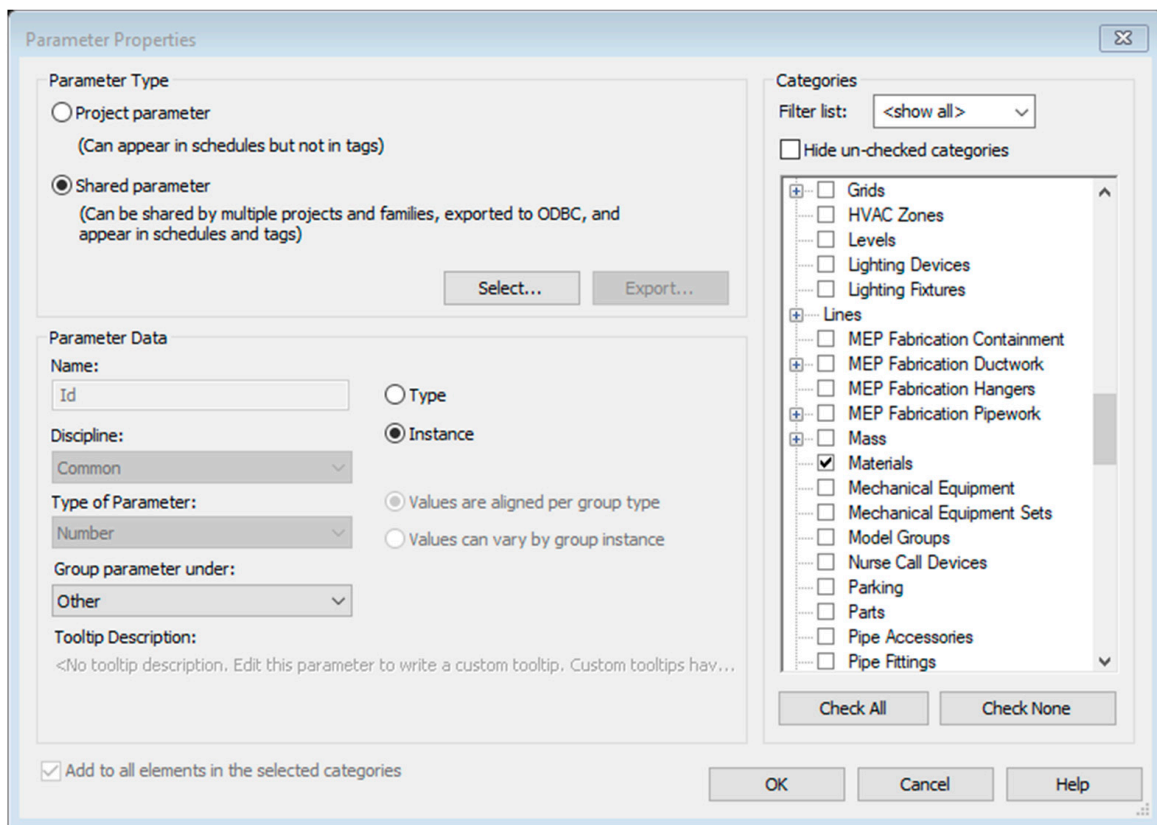 Parameter Properties
Parameter Type
Project parameter
(Can appear in schedules but not in tags)
Shared parameter
(Can be shared by multiple projects and families, exported to ODBC, and
appear in schedules and tags)
Select...
Export...
Parameter Data
Name:
Id
Type
Discipline:
Instance
Common
Type of Parameter:
Values are aligned per group type
Number
Values can vary by group instance
Group parameter under:
Other
Tooltip Description:
<No tooltip description. Edit this parameter to write a custom tooltip. Custom tooltips hav...
Add to all elements in the selected categories
Categories
Filter list:
<show all>
Hide un-checked categories
Grids
HVAC Zones
Levels
Lighting Devices
Lighting Fixtures
Lines
MEP Fabrication Containment
MEP Fabrication Ductwork
MEP Fabrication Hangers
MEP Fabrication Pipework
Mass
Materials
Mechanical Equipment
Mechanical Equipment Sets
Model Groups
Nurse Call Devices
Parking
Parts
Pipe Accessories
Pipe Fittings
Check All
Check None
OK
Cancel
Help